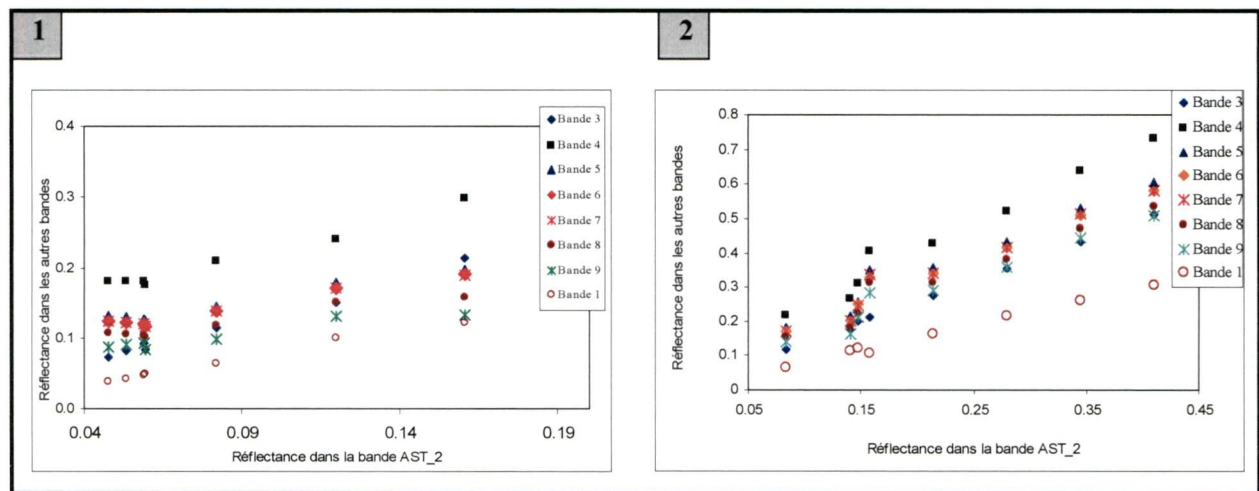 1
2
0.4
0.3
0.2
0.1
0.0
0.04
0.09
0.14
0.19
Réflectance dans les autres bandes
Réflectance dans la bande AST_2
Bande 3
Bande 4
Bande 5
Bande 6
Bande 7
Bande 8
Bande 9
Bande 1
0.8
0.7
0.6
0.5
0.4
0.3
0.2
0.1
0
0.05
0.15
0.25
0.35
0.45
Réflectance dans les autres bandes
Réflectance dans la bande AST_2
Bande 3
Bande 4
Bande 5
Bande 6
Bande 7
Bande 8
Bande 9
Bande 1